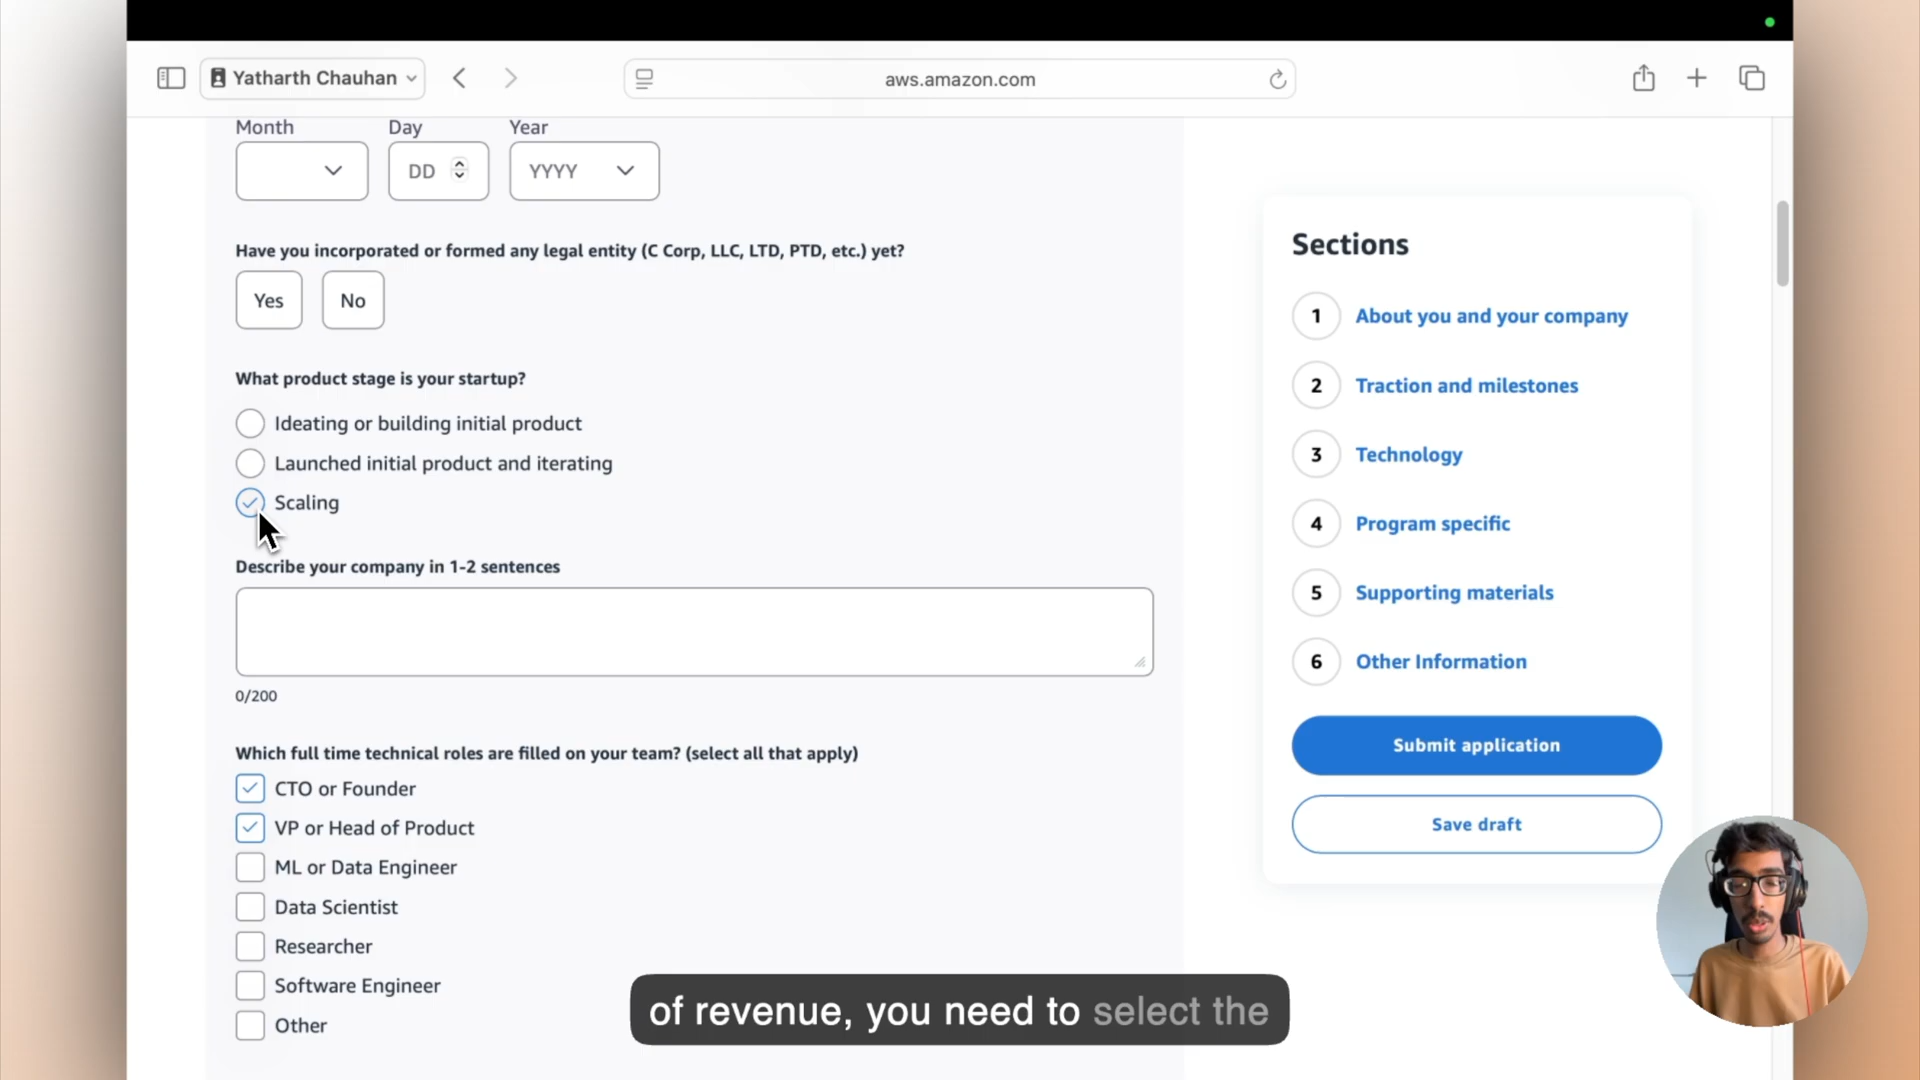 Yatharth Chauhan
aws.amazon.com
Month Day Year
DD YYYY
Have you incorporated or formed any legal entity (C Corp, LLC, LTD, PTD, etc.) yet?
Yes No
What product stage is your startup?
Ideating or building initial product
Launched initial product and iterating
Scaling
Describe your company in 1-2 sentences
0/200
Which full time technical roles are filled on your team? (select all that apply)
CTO or Founder
VP or Head of Product
ML or Data Engineer
Data Scientist
Researcher
Software Engineer
Other
Sections
1 About you and your company
2 Traction and milestones
3 Technology
4 Program specific
5 Supporting materials
6 Other Information
Submit application
Save draft
of revenue, you need to select the